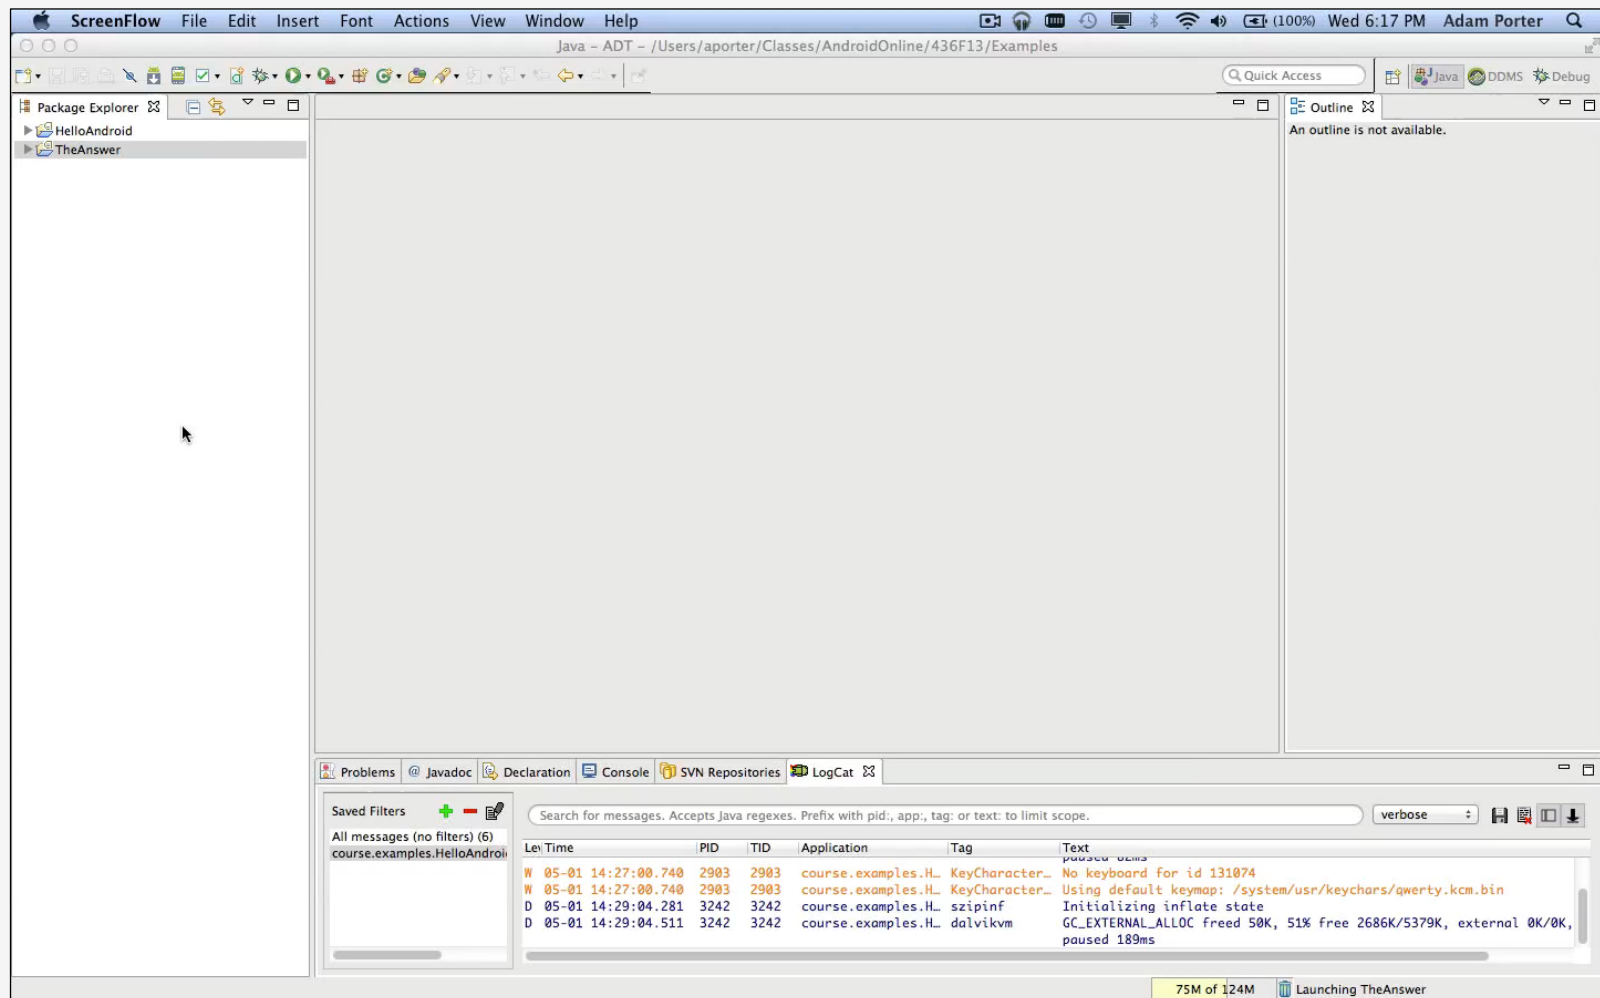 ScreenFlow File Edit Insert Font Actions View Window Help (100%) Wed 6:17 PM Adam Porter
Java – ADT – /Users/aporter/Classes/AndroidOnline/436F13/Examples
Quick Access Java DDMS Debug
Package Explorer
HelloAndroid
TheAnswer
Outline
An outline is not available.
Problems @ Javadoc Declaration Console SVN Repositories LogCat
Saved Filters
All messages (no filters) (6)
course.examples.HelloAndroi
Search for messages. Accepts Java regexes. Prefix with pid:, app:, tag: or text: to limit scope.
verbose
Le Time PID TID Application Tag Text
paused 82ms
W 05-01 14:27:00.740 2903 2903 course.examples.H… KeyCharacter… No keyboard for id 131074
W 05-01 14:27:00.740 2903 2903 course.examples.H… KeyCharacter… Using default keymap: /system/usr/keychars/qwerty.kcm.bin
D 05-01 14:29:04.281 3242 3242 course.examples.H… szipinf Initializing inflate state
D 05-01 14:29:04.511 3242 3242 course.examples.H… dalvikvm GC_EXTERNAL_ALLOC freed 50K, 51% free 2686K/5379K, external 0K/0K,
paused 189ms
75M of 124M Launching TheAnswer